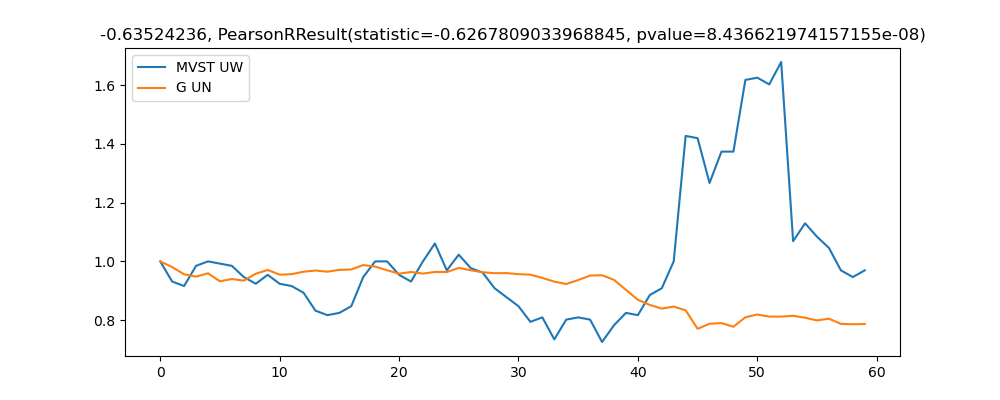 -0.63524236, PearsonRResult(statistic=-0.6267809033968845, pvalue=8.436621974157155e-08)
MVST UW
G UN
1.6
1.4
1.2
1.0
0.8
0 10 20 30 40 50 60